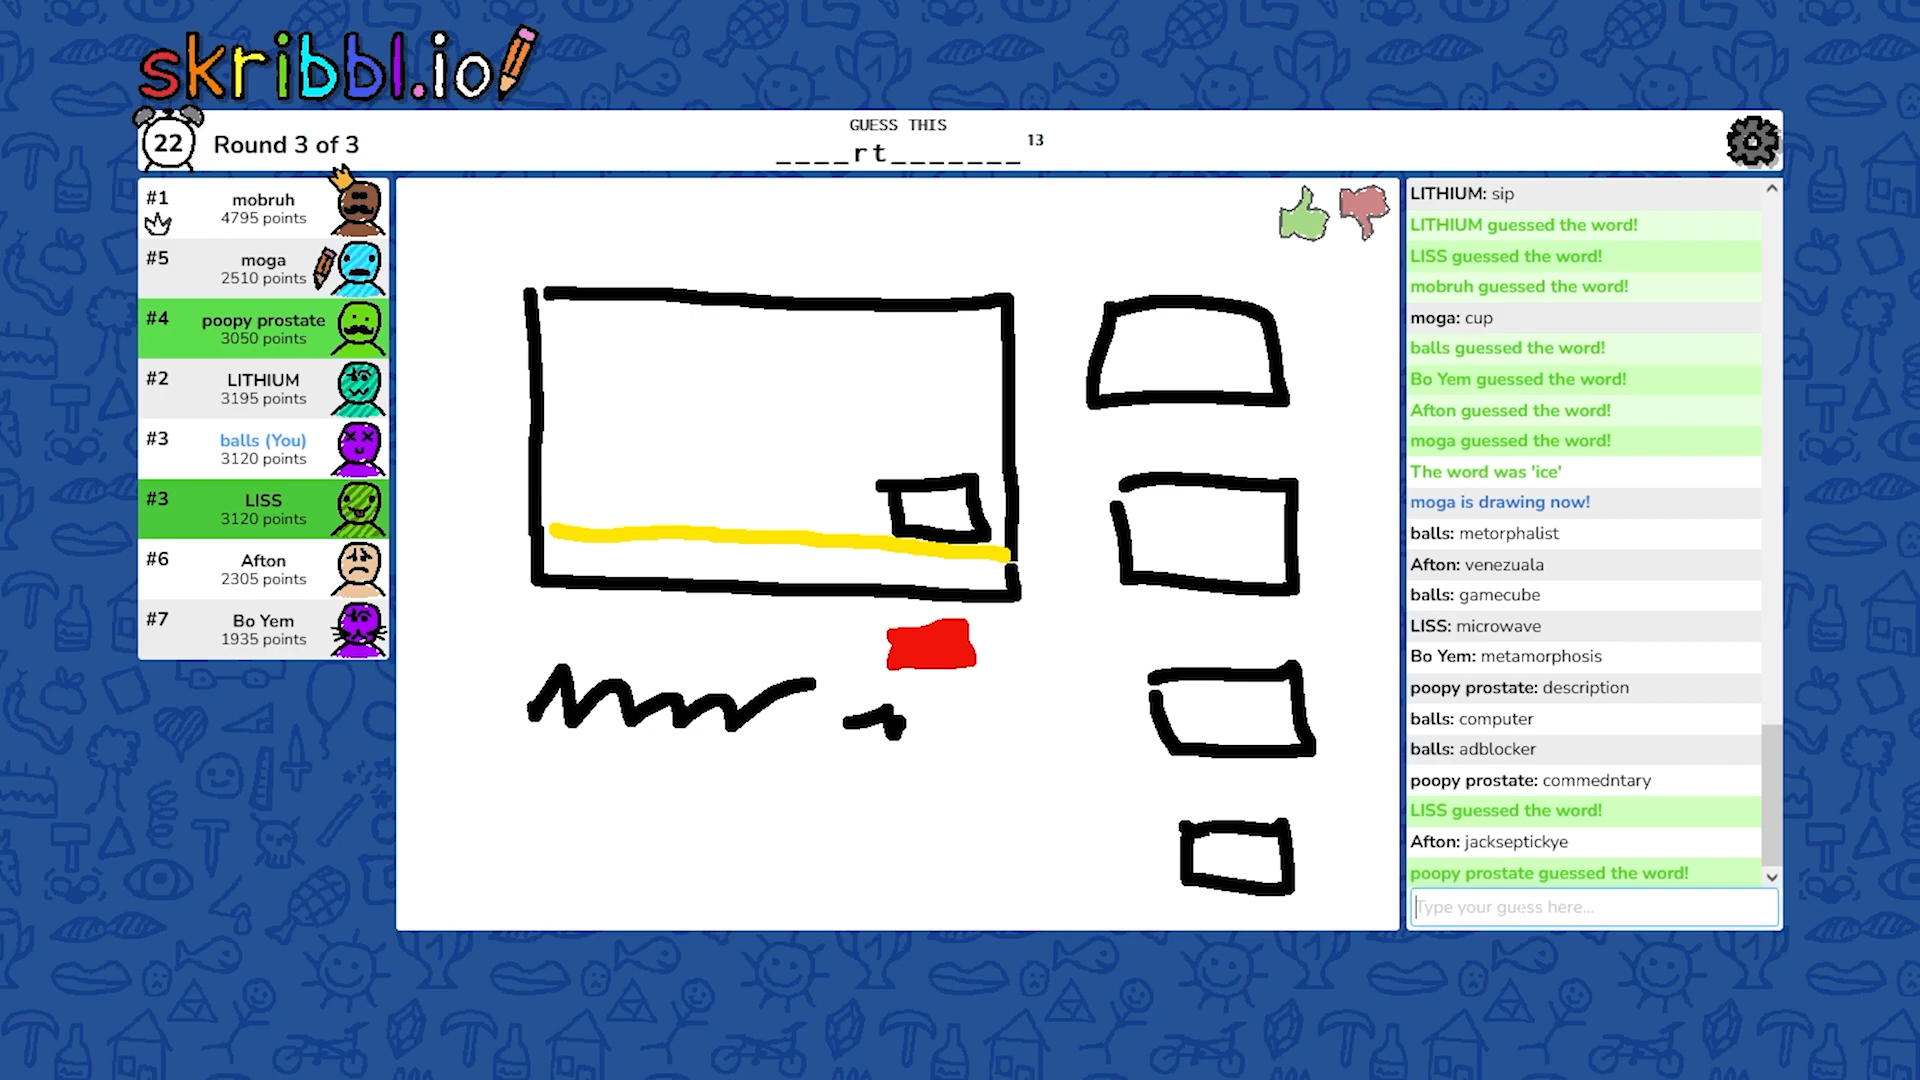 skribbl.io
22
Round 3 of 3
GUESS THIS
____rt_______ 13
#1
mobruh
4795 points
#5
moga
2510 points
#4
poopy prostate
3050 points
#2
LITHIUM
3195 points
#3
balls (You)
3120 points
#3
LISS
3120 points
#6
Afton
2305 points
#7
Bo Yem
1935 points
LITHIUM: sip
LITHIUM guessed the word!
LISS guessed the word!
mobruh guessed the word!
moga: cup
balls guessed the word!
Bo Yem guessed the word!
Afton guessed the word!
moga guessed the word!
The word was 'ice'
moga is drawing now!
balls: metorphalist
Afton: venezuala
balls: gamecube
LISS: microwave
Bo Yem: metamorphosis
poopy prostate: description
balls: computer
balls: adblocker
poopy prostate: commedntary
LISS guessed the word!
Afton: jackseptickye
poopy prostate guessed the word!
Type your guess here...